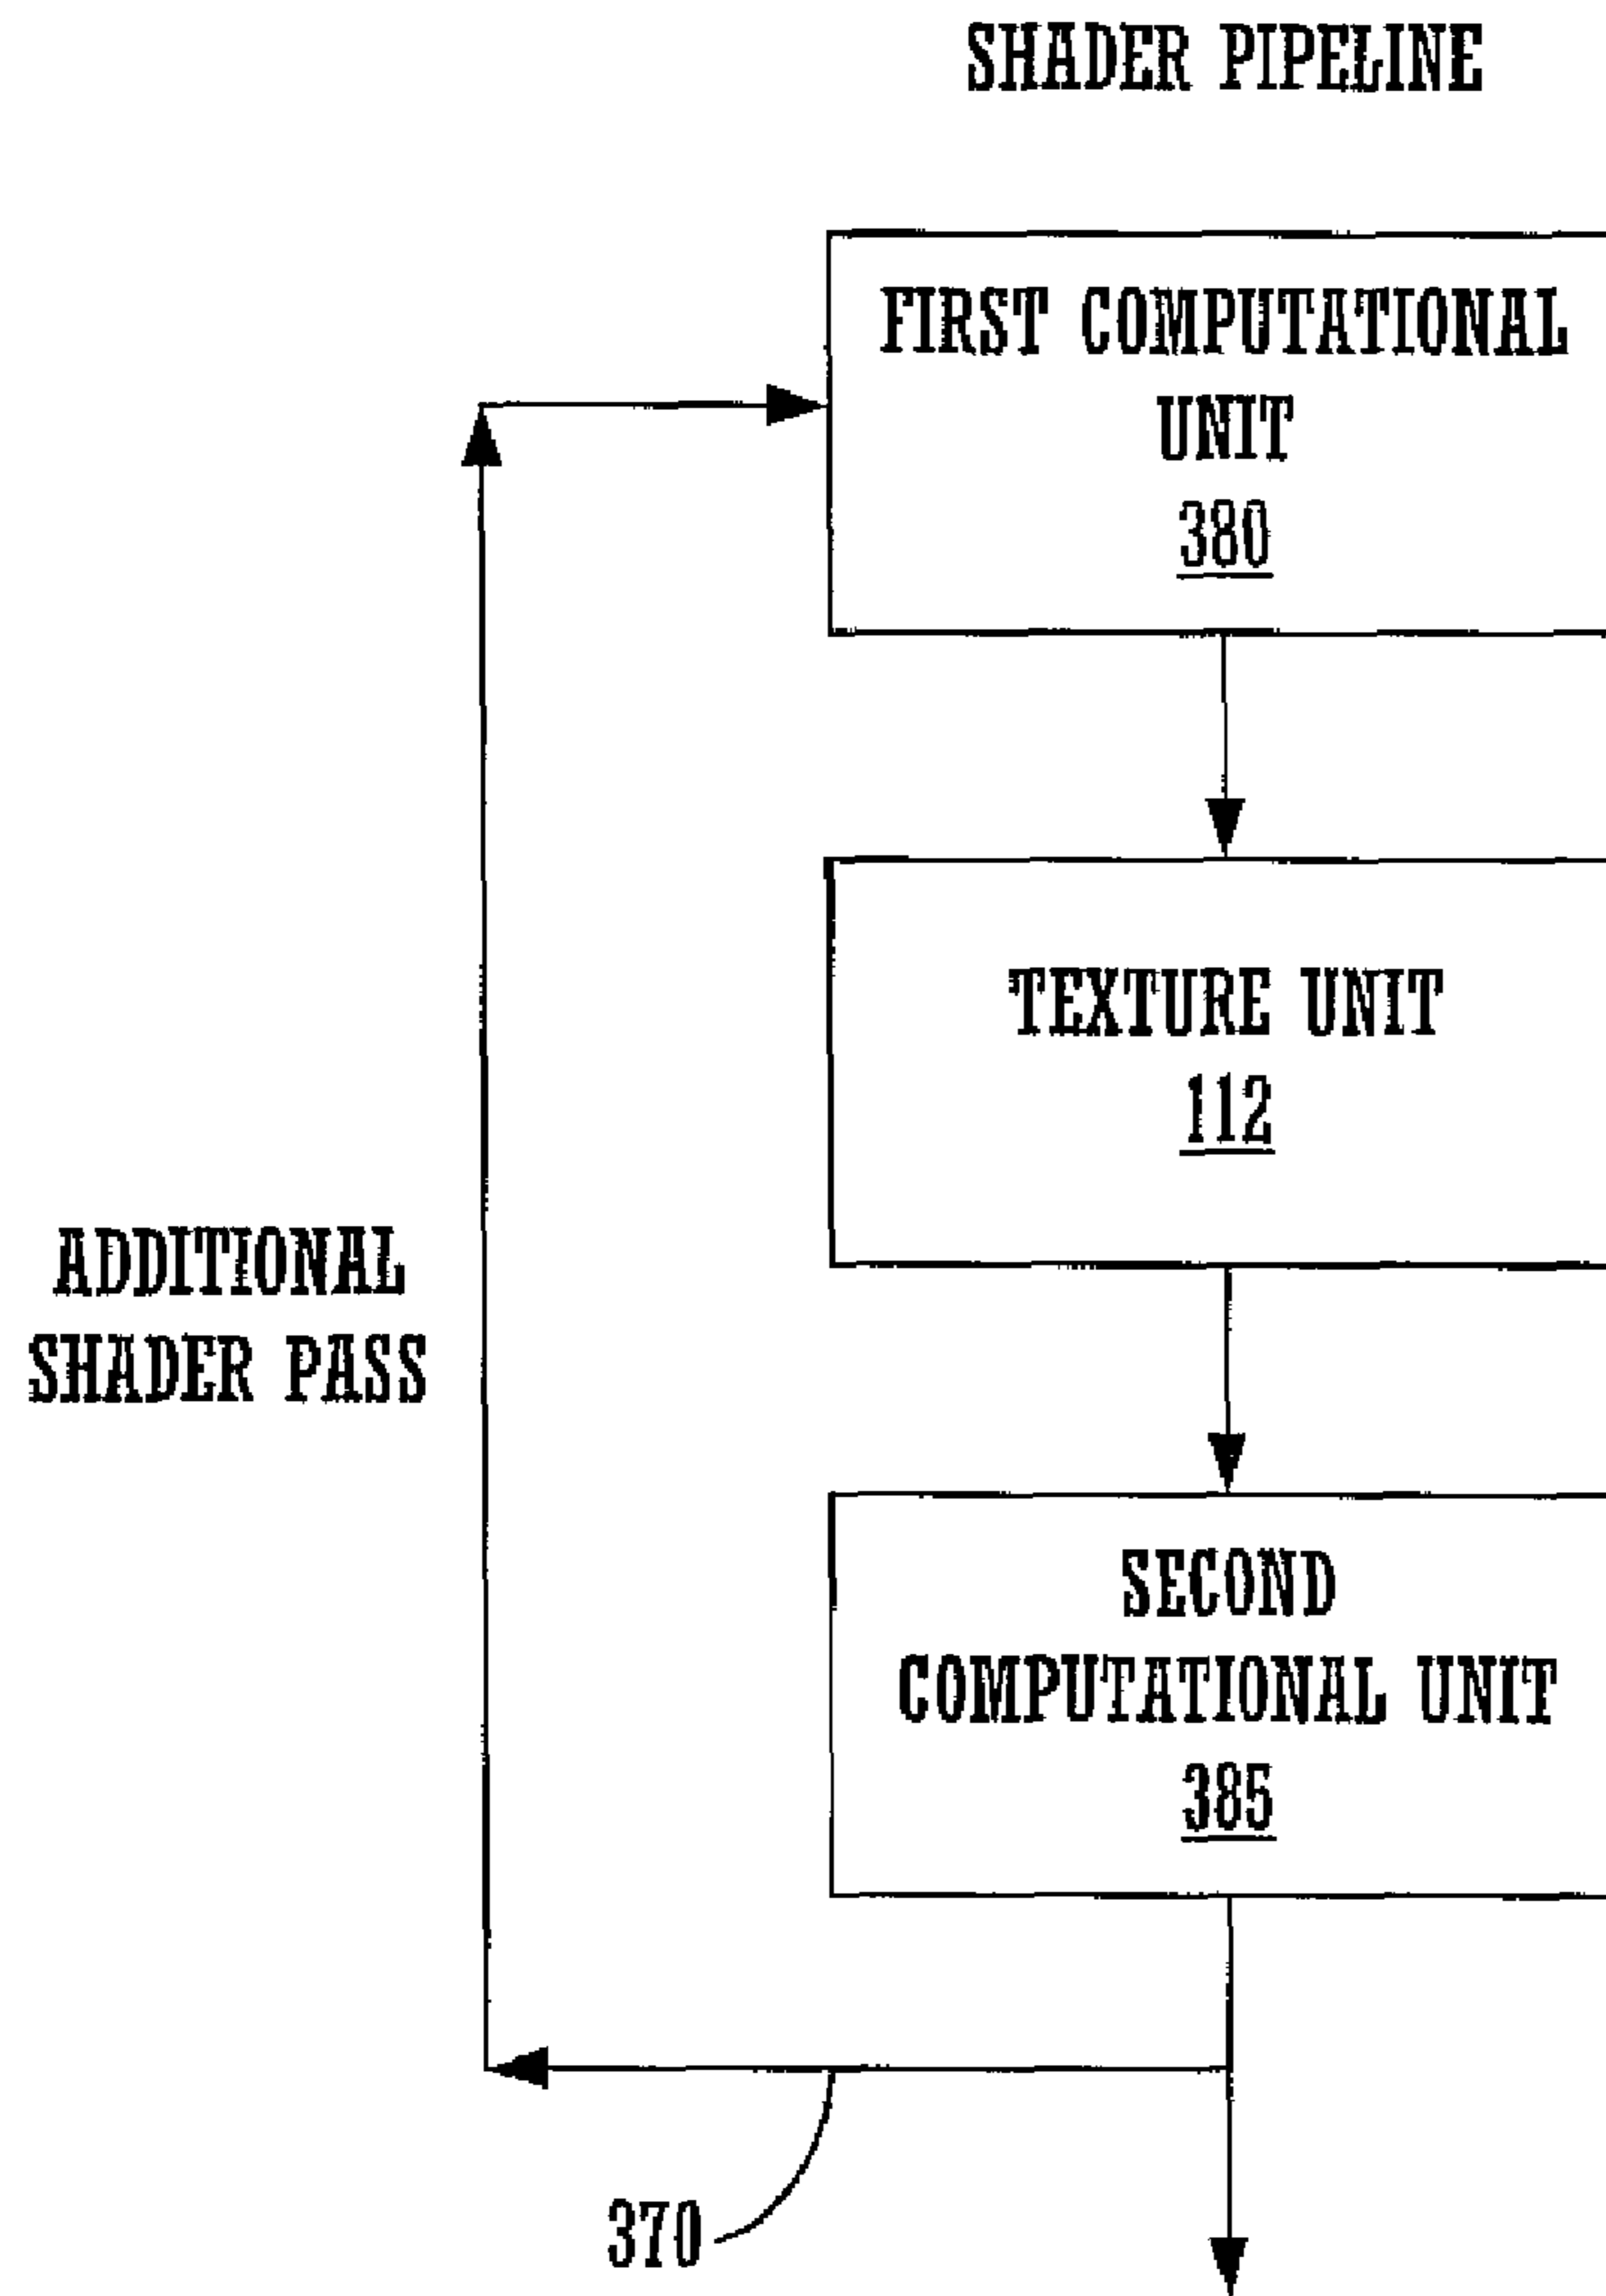 SHADER PIPELINE
FIRST COMPUTATIONAL
UNIT
380
TEXTURE UNIT
112
ADDITIONAL
SHADER PASS
SECOND
COMPUTATIONAL UNIT
385
370